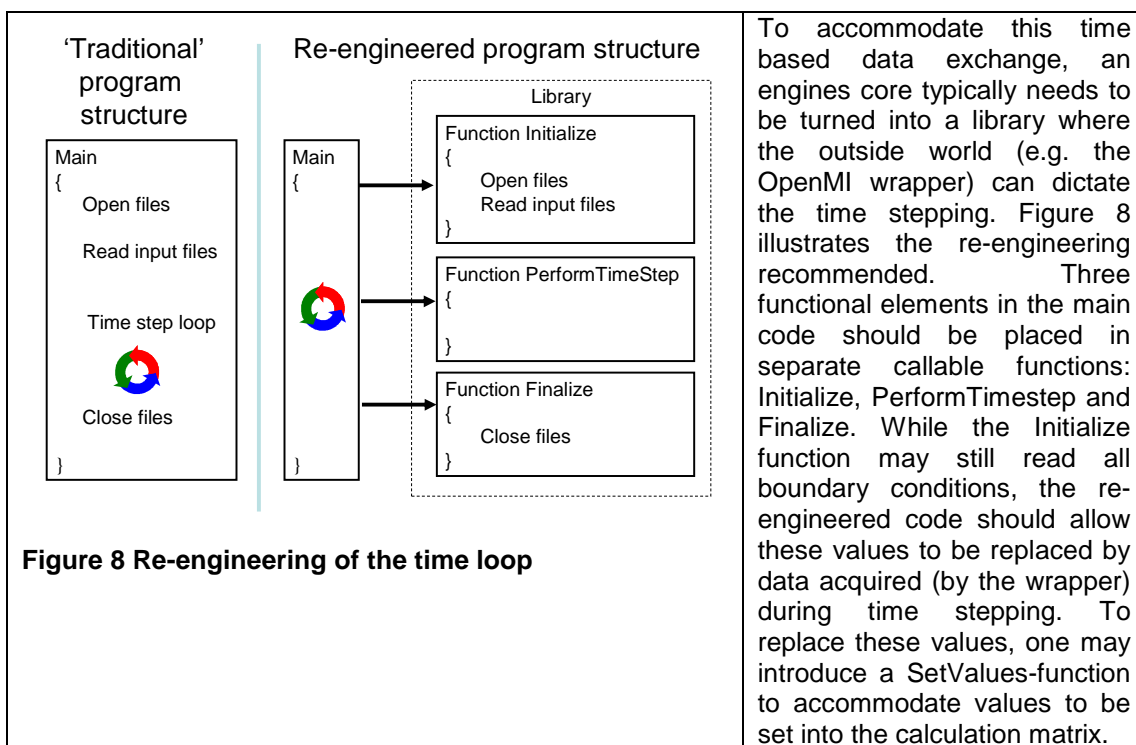 ‘Traditional’
program
structure
Main
{
Open files
Read input files
Time step loop
Close files
}
Re-engineered program structure
Main
{
}
Library
Function Initialize
{
Open files
Read input files
}
Function PerformTimeStep
{
}
Function Finalize
{
Close files
}
Figure 8 Re-engineering of the time loop
To accommodate this time
based data exchange, an
engines core typically needs to
be turned into a library where
the outside world (e.g. the
OpenMI wrapper) can dictate
the time stepping. Figure 8
illustrates the re-engineering
recommended. Three
functional elements in the main
code should be placed in
separate callable functions:
Initialize, PerformTimestep and
Finalize. While the Initialize
function may still read all
boundary conditions, the re-
engineered code should allow
these values to be replaced by
data acquired (by the wrapper)
during time stepping. To
replace these values, one may
introduce a SetValues-function
to accommodate values to be
set into the calculation matrix.